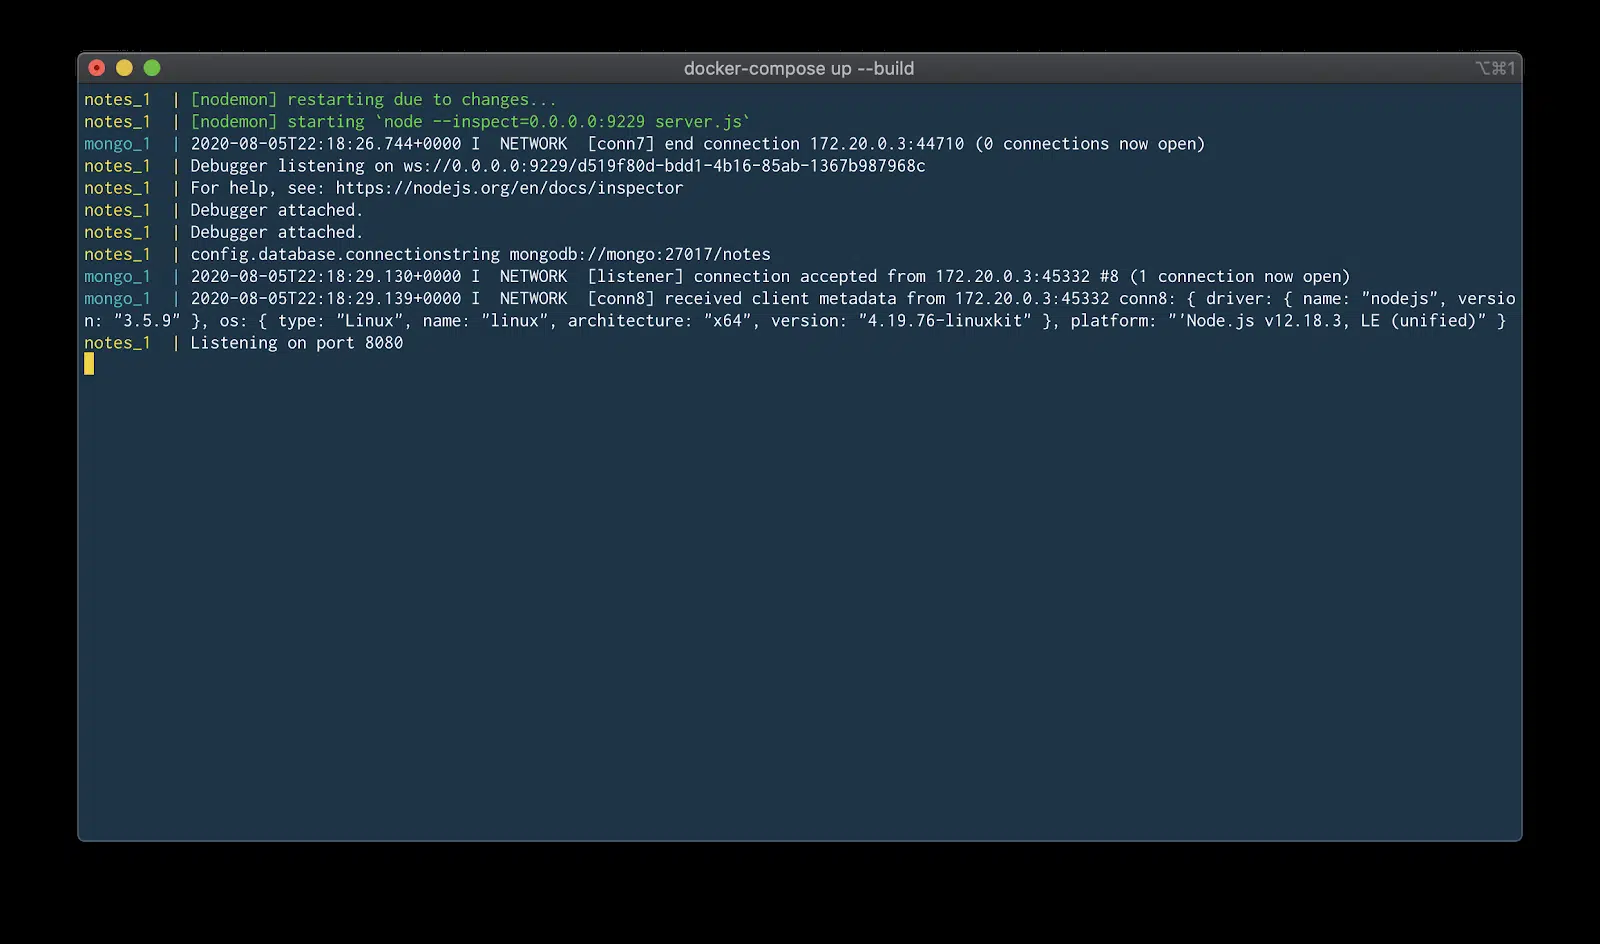 docker-compose up --build
⌥⌘1
notes_1  | [nodemon] restarting due to changes...
notes_1  | [nodemon] starting `node --inspect=0.0.0.0:9229 server.js`
mongo_1  | 2020-08-05T22:18:26.744+0000 I  NETWORK  [conn7] end connection 172.20.0.3:44710 (0 connections now open)
notes_1  | Debugger listening on ws://0.0.0.0:9229/d519f80d-bdd1-4b16-85ab-1367b987968c
notes_1  | For help, see: https://nodejs.org/en/docs/inspector
notes_1  | Debugger attached.
notes_1  | Debugger attached.
notes_1  | config.database.connectionstring mongodb://mongo:27017/notes
mongo_1  | 2020-08-05T22:18:29.130+0000 I  NETWORK  [listener] connection accepted from 172.20.0.3:45332 #8 (1 connection now open)
mongo_1  | 2020-08-05T22:18:29.139+0000 I  NETWORK  [conn8] received client metadata from 172.20.0.3:45332 conn8: { driver: { name: "nodejs", versio
n: "3.5.9" }, os: { type: "Linux", name: "linux", architecture: "x64", version: "4.19.76-linuxkit" }, platform: "'Node.js v12.18.3, LE (unified)" }
notes_1  | Listening on port 8080